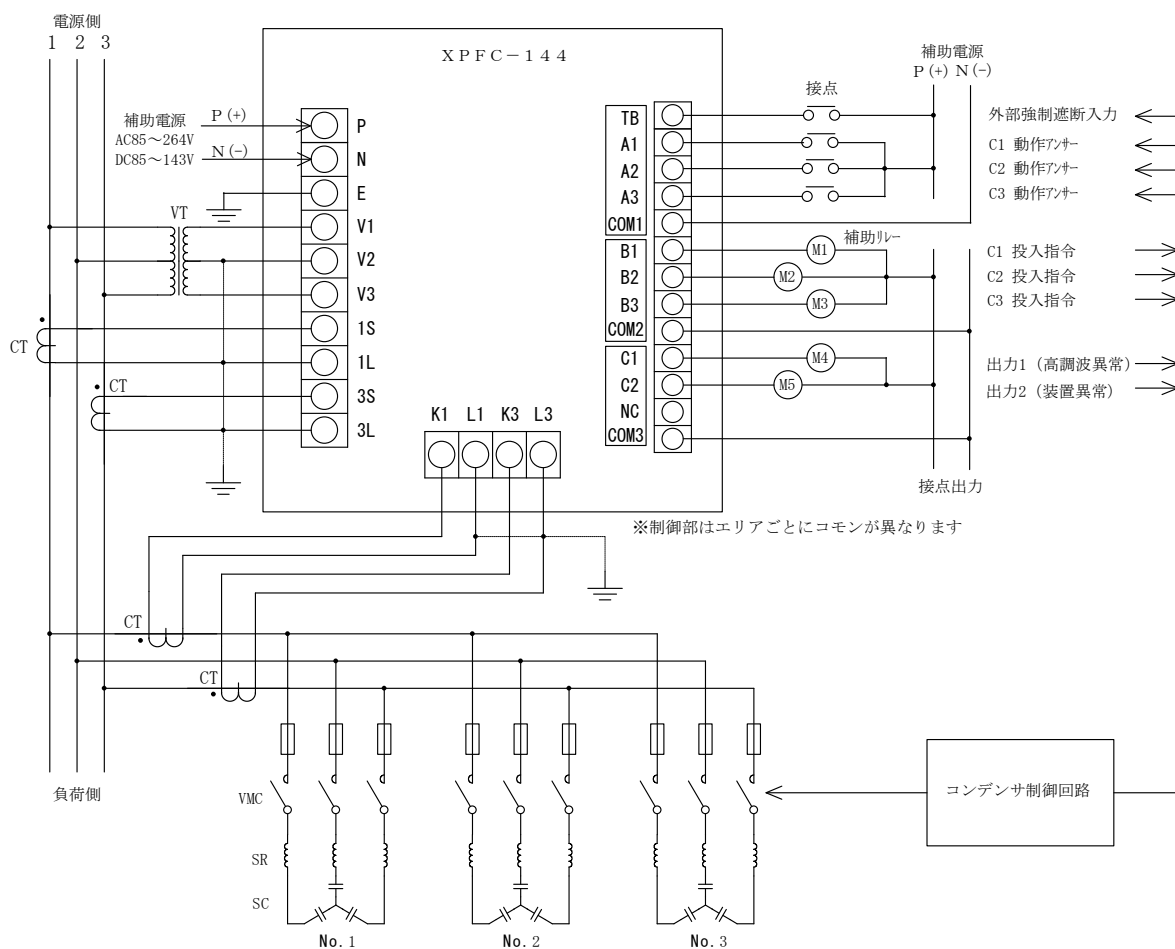 電源側
1 2 3
XPFC-144
補助電源
P(+) N(-)
接点
補助電源
AC85～264V
DC85～143V
P(+)
N(-)
P
N
E
V1
V2
V3
1S
1L
3S
3L
VT
CT
CT
TB
A1
A2
A3
COM1
B1
B2
B3
COM2
C1
C2
NC
COM3
補助ﾘﾚｰ
M1
M2
M3
M4
M5
外部強制遮断入力
C1 動作ｱﾝｻｰ
C2 動作ｱﾝｻｰ
C3 動作ｱﾝｻｰ
C1 投入指令
C2 投入指令
C3 投入指令
出力1（高調波異常）
出力2（装置異常）
K1 L1 K3 L3
接点出力
※制御部はエリアごとにコモンが異なります
CT
CT
負荷側
VMC
SR
SC
コンデンサ制御回路
No.1
No.2
No.3